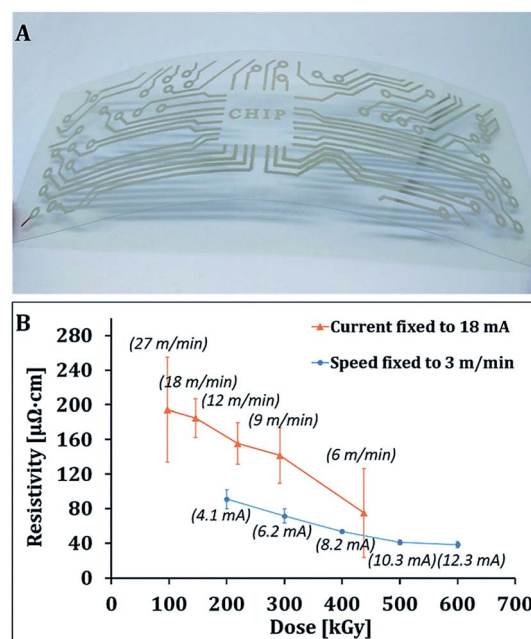 A
CHIP
B
280
240
200
160
120
80
40
0
Resistivity [μΩ·cm]
(27 m/min)
(18 m/min)
(12 m/min)
(9 m/min)
(6 m/min)
Current fixed to 18 mA
Speed fixed to 3 m/min
(4.1 mA)
(6.2 mA)
(8.2 mA)
(10.3 mA)
(12.3 mA)
0 100 200 300 400 500 600 700
Dose [kGy]